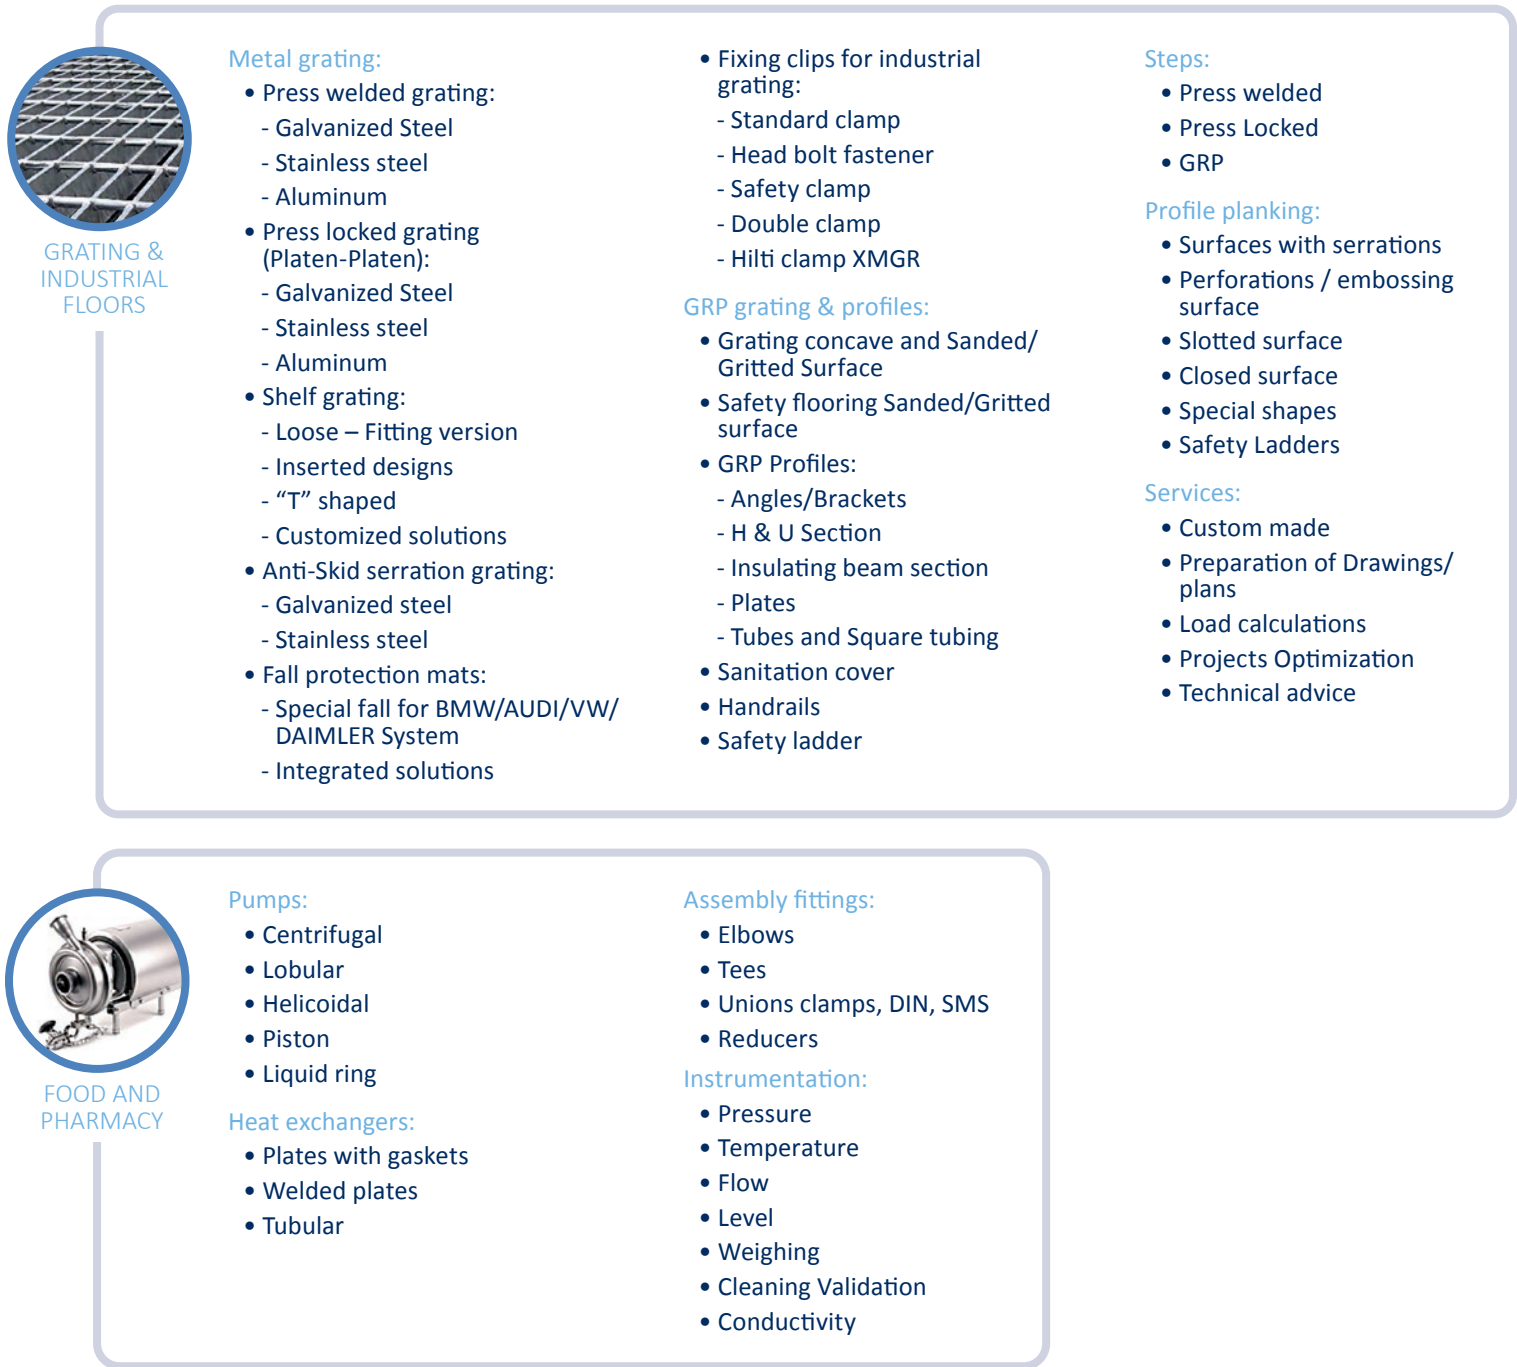 GRATING &
INDUSTRIAL
FLOORS
Metal grating:
• Press welded grating:
- Galvanized Steel
- Stainless steel
- Aluminum
• Press locked grating
(Platen-Platen):
- Galvanized Steel
- Stainless steel
- Aluminum
• Shelf grating:
- Loose – Fitting version
- Inserted designs
- “T” shaped
- Customized solutions
• Anti-Skid serration grating:
- Galvanized steel
- Stainless steel
• Fall protection mats:
- Special fall for BMW/AUDI/VW/
DAIMLER System
- Integrated solutions
• Fixing clips for industrial
grating:
- Standard clamp
- Head bolt fastener
- Safety clamp
- Double clamp
- Hilti clamp XMGR
GRP grating & profiles:
• Grating concave and Sanded/
Gritted Surface
• Safety flooring Sanded/Gritted
surface
• GRP Profiles:
- Angles/Brackets
- H & U Section
- Insulating beam section
- Plates
- Tubes and Square tubing
• Sanitation cover
• Handrails
• Safety ladder
Steps:
• Press welded
• Press Locked
• GRP
Profile planking:
• Surfaces with serrations
• Perforations / embossing
surface
• Slotted surface
• Closed surface
• Special shapes
• Safety Ladders
Services:
• Custom made
• Preparation of Drawings/
plans
• Load calculations
• Projects Optimization
• Technical advice
FOOD AND
PHARMACY
Pumps:
• Centrifugal
• Lobular
• Helicoidal
• Piston
• Liquid ring
Heat exchangers:
• Plates with gaskets
• Welded plates
• Tubular
Assembly fittings:
• Elbows
• Tees
• Unions clamps, DIN, SMS
• Reducers
Instrumentation:
• Pressure
• Temperature
• Flow
• Level
• Weighing
• Cleaning Validation
• Conductivity